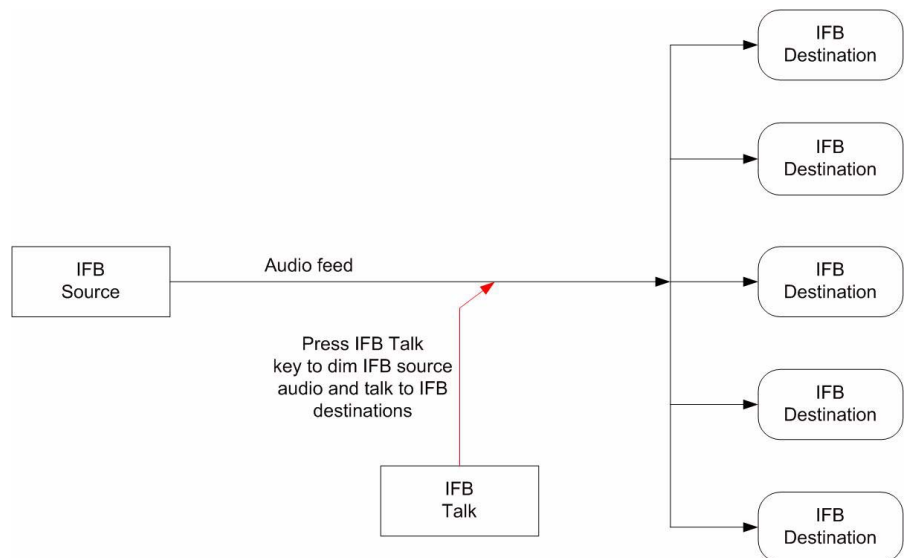 IFB
Destination
IFB
Destination
IFB
Source
Audio feed
IFB
Destination
Press IFB Talk
key to dim IFB source
audio and talk to IFB
destinations
IFB
Destination
IFB
Talk
IFB
Destination